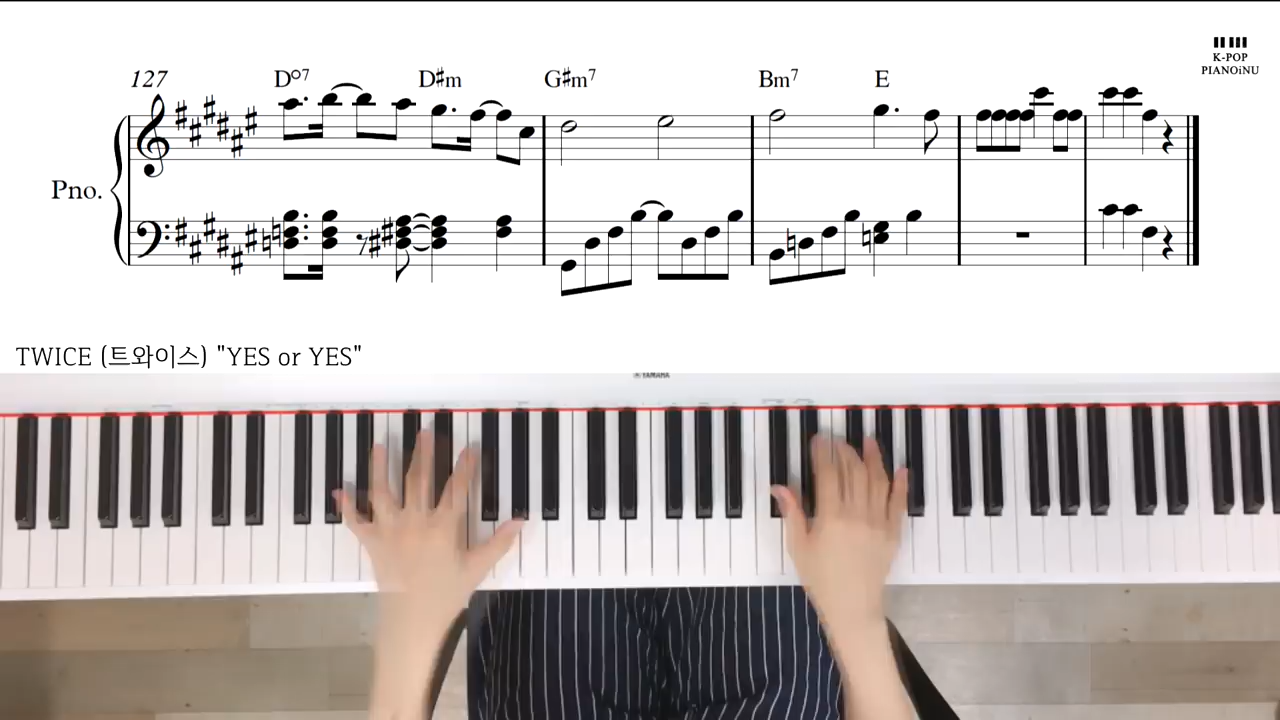 K-POP
PIANOiNU
127 D°7 D♯m G♯m7 Bm7 E
Pno.
TWICE (트와이스) "YES or YES"
YAMAHA